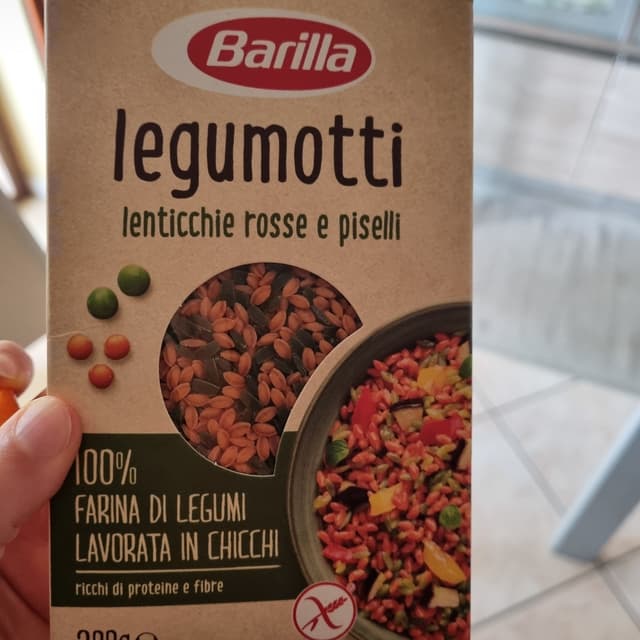 Barilla
legumotti
lenticchie rosse e piselli
100%
FARINA DI LEGUMI
LAVORATA IN CHICCHI
ricchi di proteine e fibre